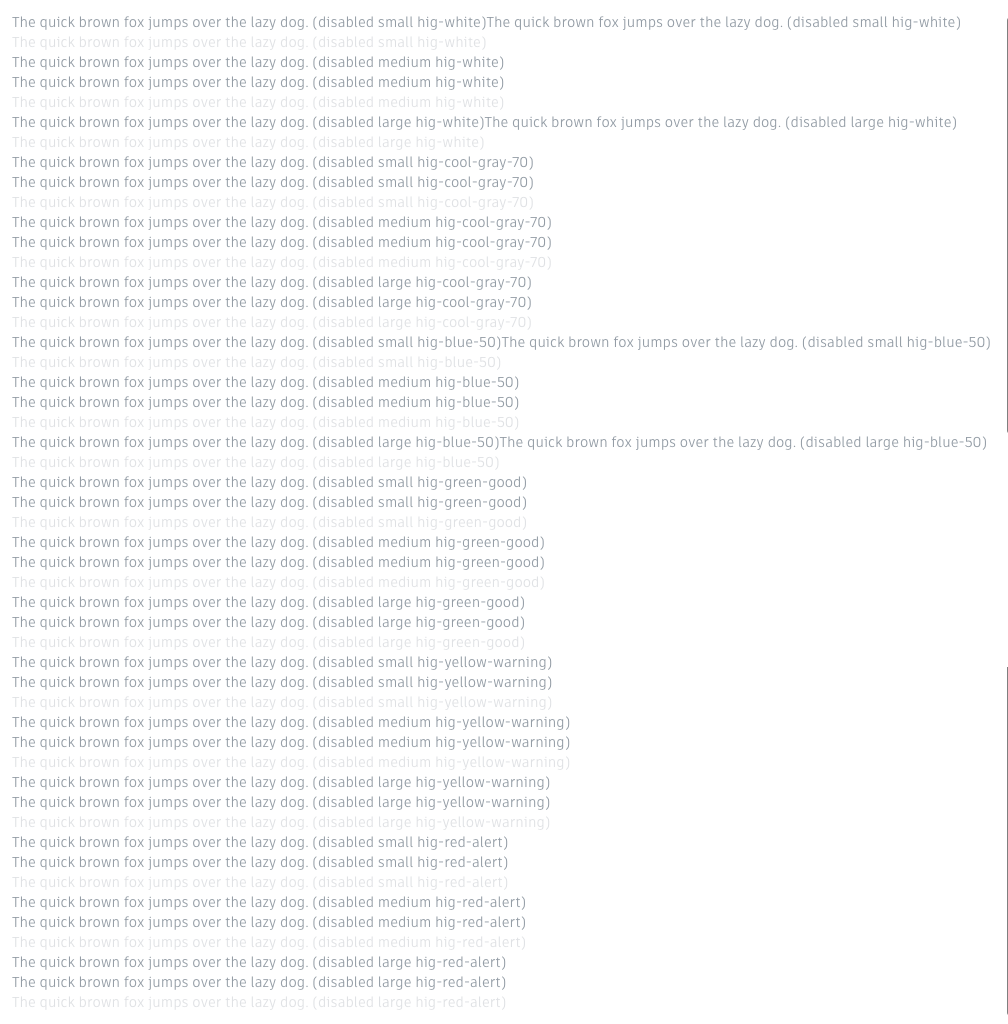 The quick brown fox jumps over the lazy dog. (disabled small hig-white)The quick brown fox jumps over the lazy dog. (disabled small hig-white)
The quick brown fox jumps over the lazy dog. (disabled small hig-white)
The quick brown fox jumps over the lazy dog. (disabled medium hig-white)
The quick brown fox jumps over the lazy dog. (disabled medium hig-white)
The quick brown fox jumps over the lazy dog. (disabled medium hig-white)
The quick brown fox jumps over the lazy dog. (disabled large hig-white)The quick brown fox jumps over the lazy dog. (disabled large hig-white)
The quick brown fox jumps over the lazy dog. (disabled large hig-white)
The quick brown fox jumps over the lazy dog. (disabled small hig-cool-gray-70)
The quick brown fox jumps over the lazy dog. (disabled small hig-cool-gray-70)
The quick brown fox jumps over the lazy dog. (disabled small hig-cool-gray-70)
The quick brown fox jumps over the lazy dog. (disabled medium hig-cool-gray-70)
The quick brown fox jumps over the lazy dog. (disabled medium hig-cool-gray-70)
The quick brown fox jumps over the lazy dog. (disabled medium hig-cool-gray-70)
The quick brown fox jumps over the lazy dog. (disabled large hig-cool-gray-70)
The quick brown fox jumps over the lazy dog. (disabled large hig-cool-gray-70)
The quick brown fox jumps over the lazy dog. (disabled large hig-cool-gray-70)
The quick brown fox jumps over the lazy dog. (disabled small hig-blue-50)The quick brown fox jumps over the lazy dog. (disabled small hig-blue-50)
The quick brown fox jumps over the lazy dog. (disabled small hig-blue-50)
The quick brown fox jumps over the lazy dog. (disabled medium hig-blue-50)
The quick brown fox jumps over the lazy dog. (disabled medium hig-blue-50)
The quick brown fox jumps over the lazy dog. (disabled medium hig-blue-50)
The quick brown fox jumps over the lazy dog. (disabled large hig-blue-50)The quick brown fox jumps over the lazy dog. (disabled large hig-blue-50)
The quick brown fox jumps over the lazy dog. (disabled large hig-blue-50)
The quick brown fox jumps over the lazy dog. (disabled small hig-green-good)
The quick brown fox jumps over the lazy dog. (disabled small hig-green-good)
The quick brown fox jumps over the lazy dog. (disabled small hig-green-good)
The quick brown fox jumps over the lazy dog. (disabled medium hig-green-good)
The quick brown fox jumps over the lazy dog. (disabled medium hig-green-good)
The quick brown fox jumps over the lazy dog. (disabled medium hig-green-good)
The quick brown fox jumps over the lazy dog. (disabled large hig-green-good)
The quick brown fox jumps over the lazy dog. (disabled large hig-green-good)
The quick brown fox jumps over the lazy dog. (disabled large hig-green-good)
The quick brown fox jumps over the lazy dog. (disabled small hig-yellow-warning)
The quick brown fox jumps over the lazy dog. (disabled small hig-yellow-warning)
The quick brown fox jumps over the lazy dog. (disabled small hig-yellow-warning)
The quick brown fox jumps over the lazy dog. (disabled medium hig-yellow-warning)
The quick brown fox jumps over the lazy dog. (disabled medium hig-yellow-warning)
The quick brown fox jumps over the lazy dog. (disabled medium hig-yellow-warning)
The quick brown fox jumps over the lazy dog. (disabled large hig-yellow-warning)
The quick brown fox jumps over the lazy dog. (disabled large hig-yellow-warning)
The quick brown fox jumps over the lazy dog. (disabled large hig-yellow-warning)
The quick brown fox jumps over the lazy dog. (disabled small hig-red-alert)
The quick brown fox jumps over the lazy dog. (disabled small hig-red-alert)
The quick brown fox jumps over the lazy dog. (disabled small hig-red-alert)
The quick brown fox jumps over the lazy dog. (disabled medium hig-red-alert)
The quick brown fox jumps over the lazy dog. (disabled medium hig-red-alert)
The quick brown fox jumps over the lazy dog. (disabled medium hig-red-alert)
The quick brown fox jumps over the lazy dog. (disabled large hig-red-alert)
The quick brown fox jumps over the lazy dog. (disabled large hig-red-alert)
The quick brown fox jumps over the lazy dog. (disabled large hig-red-alert)